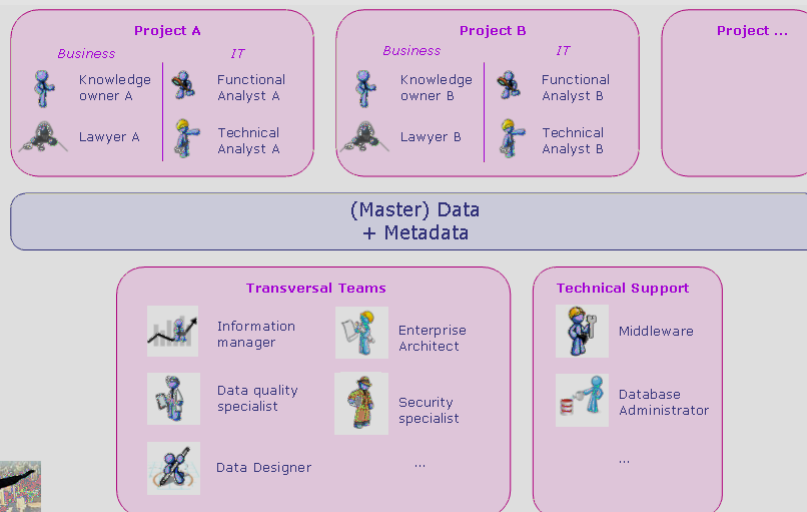 Project A
Business
IT
Knowledge
owner A
Functional
Analyst A
Lawyer A
Technical
Analyst A
Project B
Business
IT
Knowledge
owner B
Functional
Analyst B
Lawyer B
Technical
Analyst B
Project ...
(Master) Data
+ Metadata
Transversal Teams
Information
manager
Enterprise
Architect
Data quality
specialist
Security
specialist
Data Designer
...
Technical Support
Middleware
Database
Administrator
...